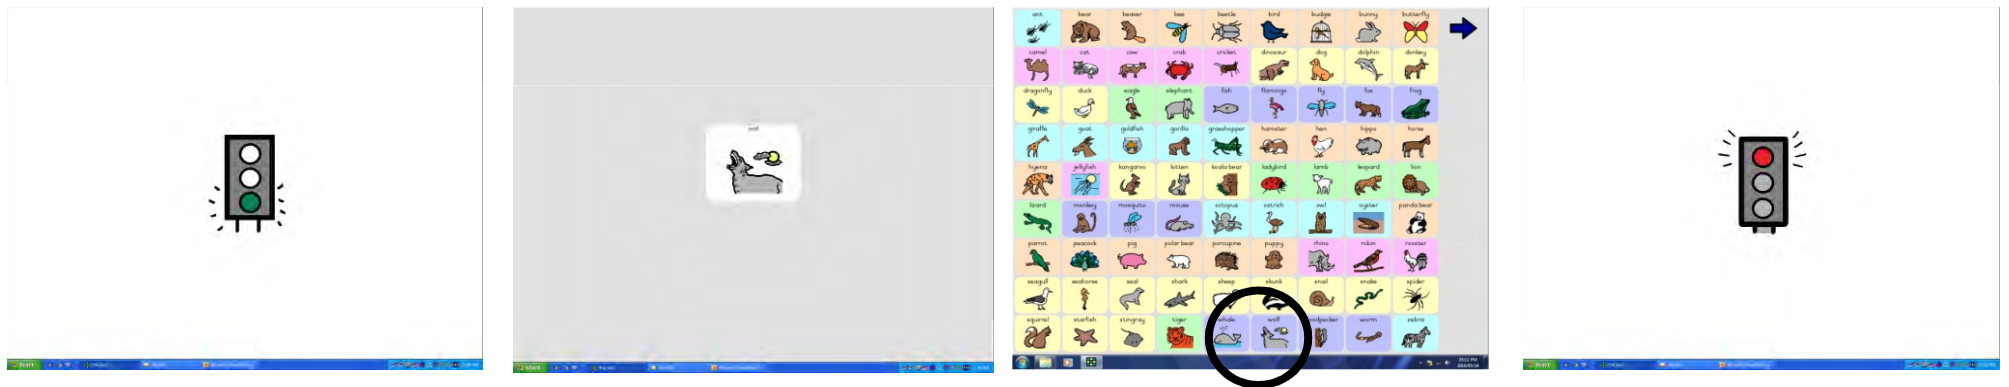 wolf
ant bear beaver bee beetle bird budgie bunny butterfly
camel cat cow crab cricket dinosaur dog dolphin donkey
dragonfly duck eagle elephant fish flamingo fly fox frog
giraffe goat goldfish gorilla grasshopper hamster hen hippo horse
hyena jellyfish kangaroo kitten koala bear ladybird lamb leopard lion
lizard monkey mosquito mouse octopus ostrich owl oyster panda bear
parrot peacock pig polar bear porcupine puppy rhino robin rooster
seagull seahorse seal shark sheep skunk snail snake spider
squirrel starfish stingray tiger whale wolf worm zebra